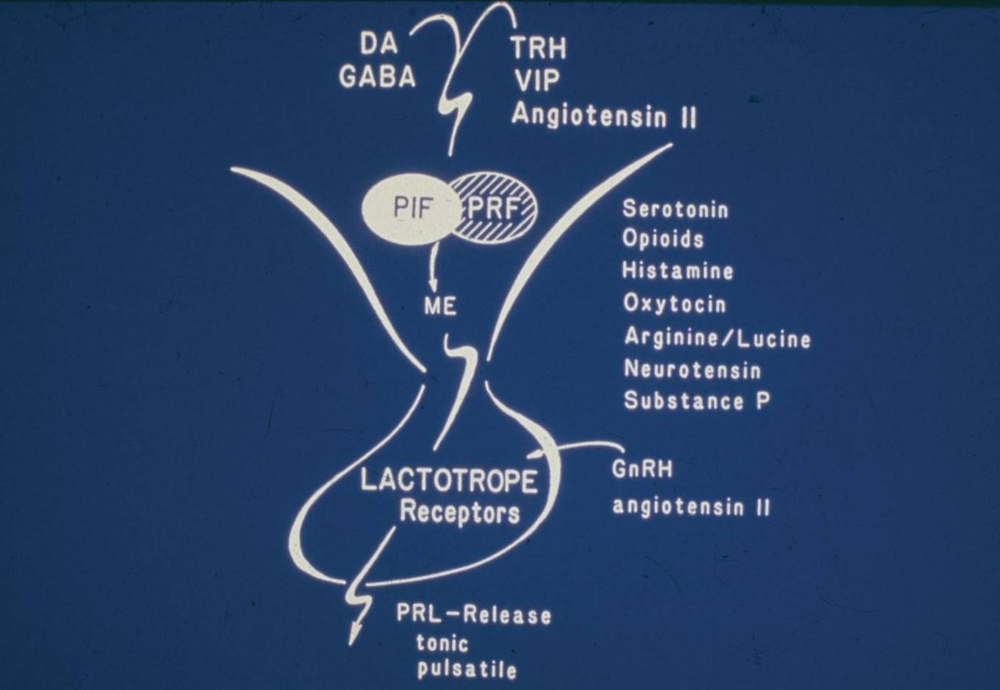 DA
GABA
TRH
VIP
Angiotensin II
PIF
PRF
ME
Serotonin
Opioids
Histamine
Oxytocin
Arginine/Lucine
Neurotensin
Substance P
LACTOTROPE
Receptors
GnRH
angiotensin II
PRL-Release
tonic
pulsatile